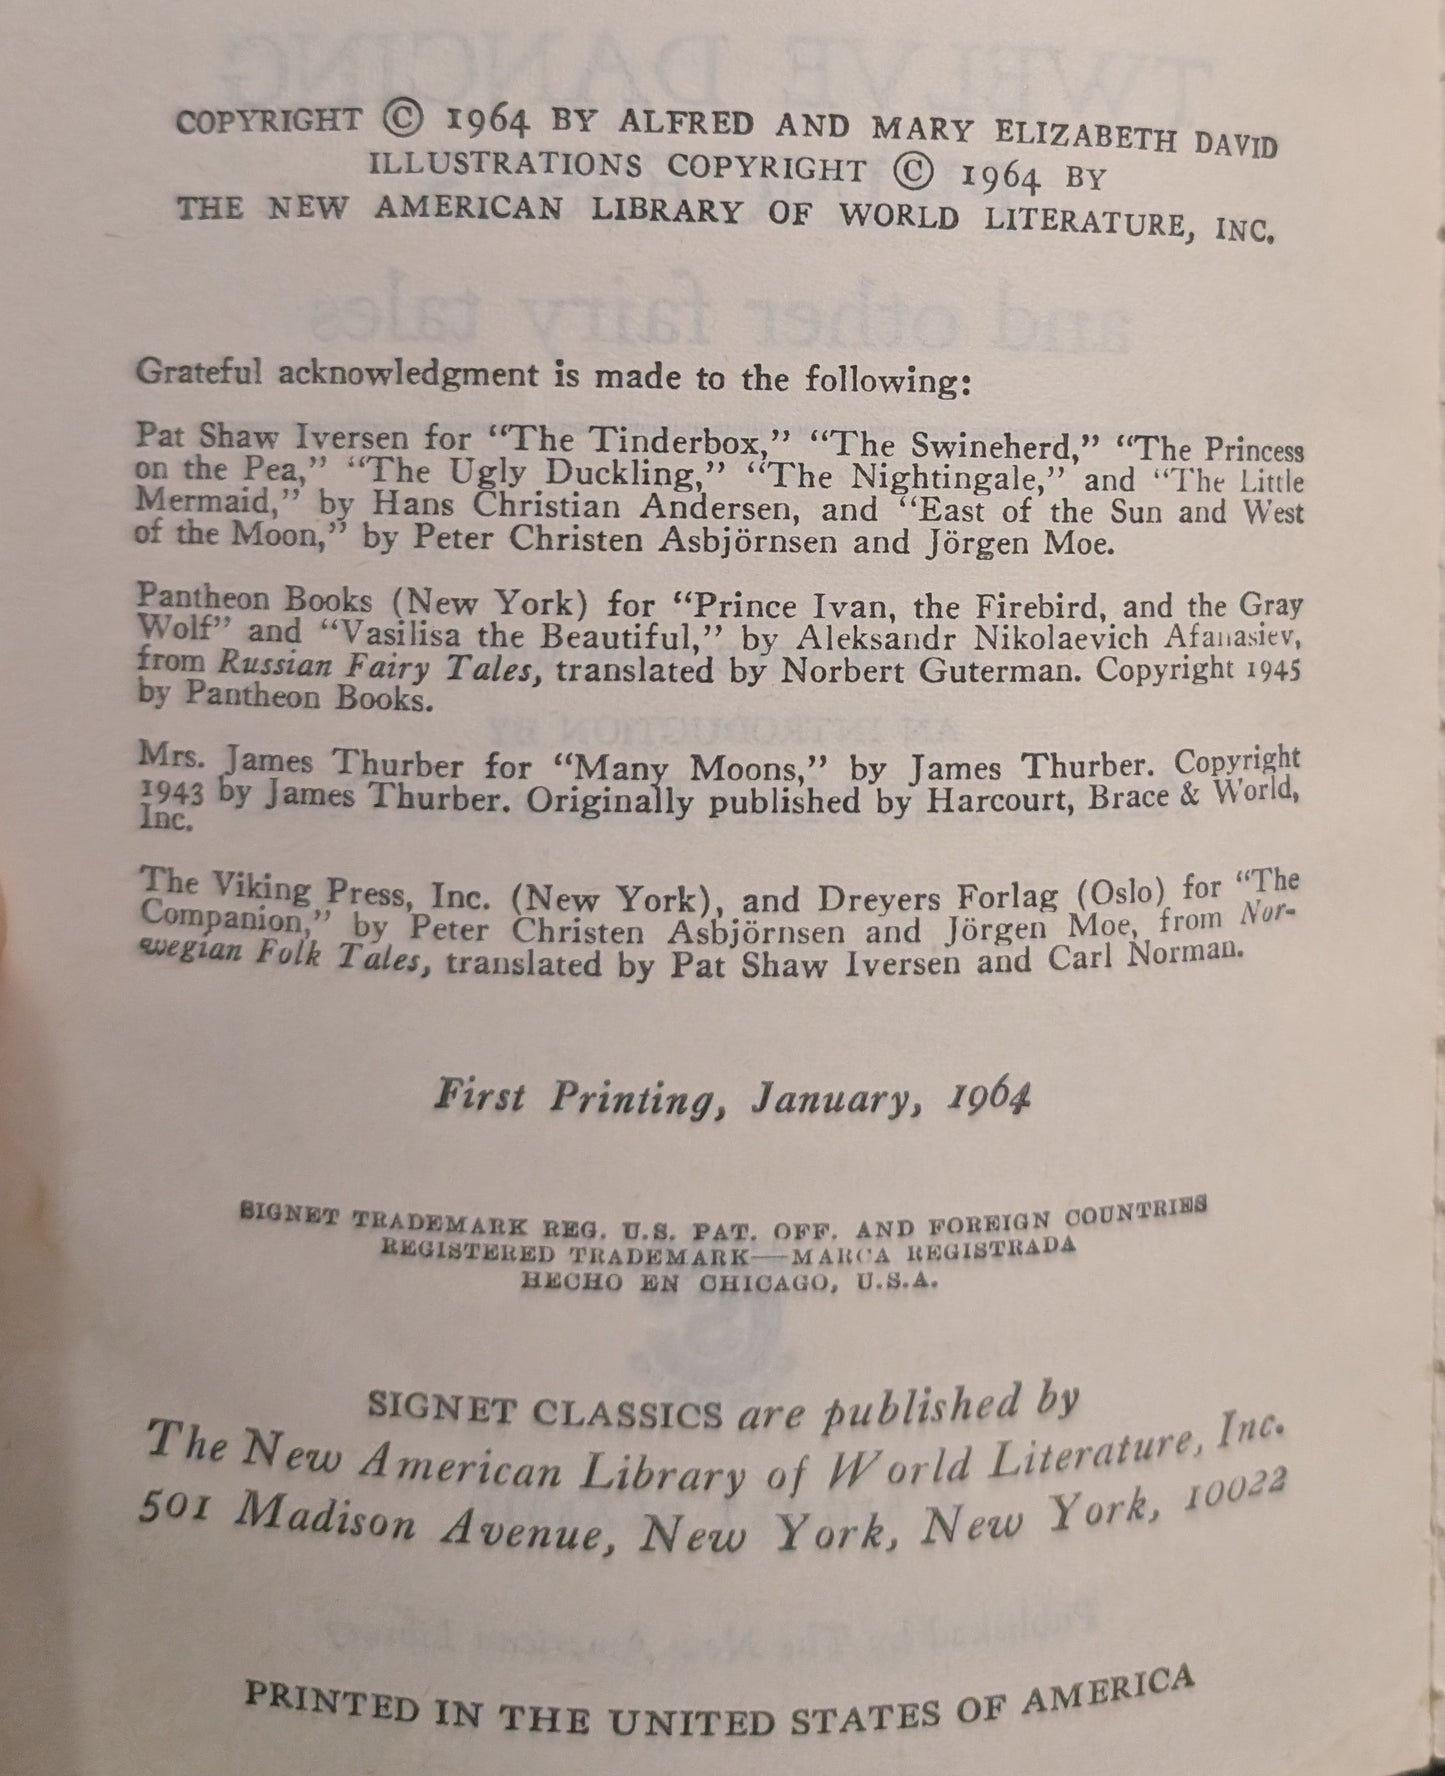 COPYRIGHT © 1964 BY ALFRED AND MARY ELIZABETH DAVID
ILLUSTRATIONS COPYRIGHT © 1964 BY
THE NEW AMERICAN LIBRARY OF WORLD LITERATURE, INC.
Grateful acknowledgment is made to the following:
Pat Shaw Iversen for “The Tinderbox,” “The Swineherd,” “The Princess
on the Pea,” “The Ugly Duckling,” “The Nightingale,” and “The Little
Mermaid,” by Hans Christian Andersen, and “East of the Sun and West
of the Moon,” by Peter Christen Asbjörnsen and Jörgen Moe.
Pantheon Books (New York) for “Prince Ivan, the Firebird, and the Gray
Wolf” and “Vasilisa the Beautiful,” by Aleksandr Nikolaevich Afanasiev,
from Russian Fairy Tales, translated by Norbert Guterman. Copyright 1945
by Pantheon Books.
Mrs. James Thurber for “Many Moons,” by James Thurber. Copyright
1943 by James Thurber. Originally published by Harcourt, Brace & World,
Inc.
The Viking Press, Inc. (New York), and Dreyers Forlag (Oslo) for “The
Companion,” by Peter Christen Asbjörnsen and Jörgen Moe, from Nor-
wegian Folk Tales, translated by Pat Shaw Iversen and Carl Norman.
First Printing, January, 1964
SIGNET TRADEMARK REG. U.S. PAT. OFF. AND FOREIGN COUNTRIES
REGISTERED TRADEMARK—MARCA REGISTRADA
HECHO EN CHICAGO, U.S.A.
SIGNET CLASSICS are published by
The New American Library of World Literature, Inc.
501 Madison Avenue, New York, New York, 10022
PRINTED IN THE UNITED STATES OF AMERICA